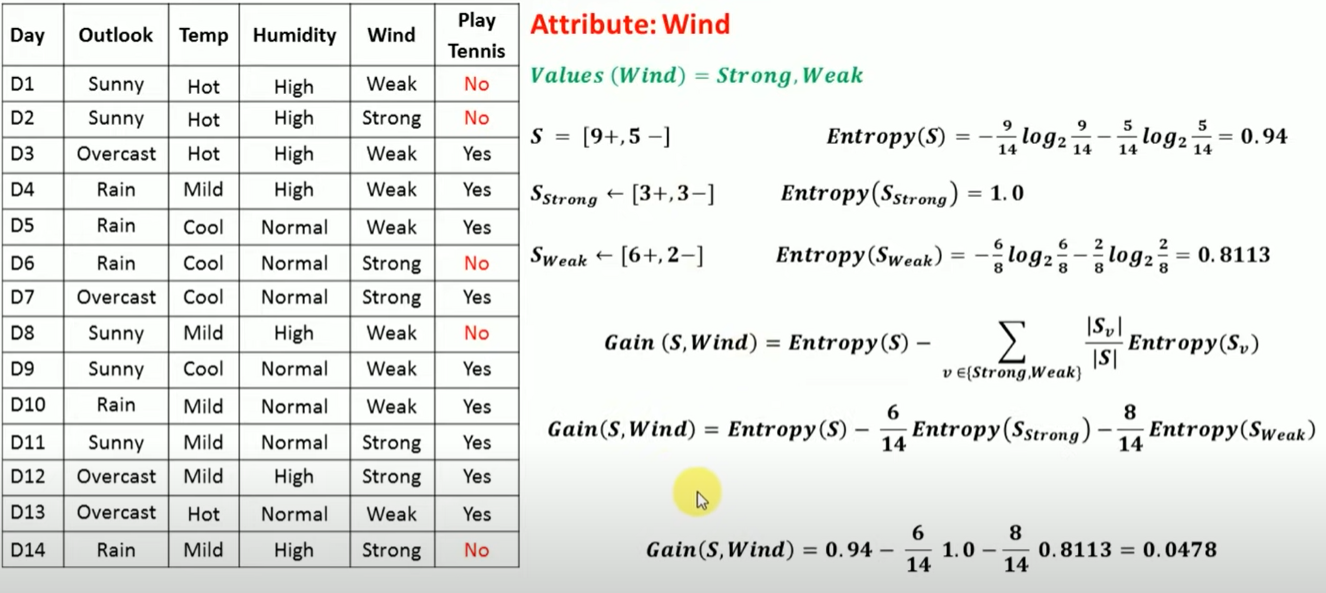 Day Outlook Temp Humidity Wind Play Tennis
D1 Sunny Hot High Weak No
D2 Sunny Hot High Strong No
D3 Overcast Hot High Weak Yes
D4 Rain Mild High Weak Yes
D5 Rain Cool Normal Weak Yes
D6 Rain Cool Normal Strong No
D7 Overcast Cool Normal Strong Yes
D8 Sunny Mild High Weak No
D9 Sunny Cool Normal Weak Yes
D10 Rain Mild Normal Weak Yes
D11 Sunny Mild Normal Strong Yes
D12 Overcast Mild High Strong Yes
D13 Overcast Hot Normal Weak Yes
D14 Rain Mild High Strong No
Attribute: Wind
Values (Wind) = Strong, Weak
S = [9+, 5 −] Entropy(S) = −9/14 log₂ 9/14 − 5/14 log₂ 5/14 = 0.94
S_Strong ← [3+, 3−] Entropy(S_Strong) = 1.0
S_Weak ← [6+, 2−] Entropy(S_Weak) = −6/8 log₂ 6/8 − 2/8 log₂ 2/8 = 0.8113
Gain (S, Wind) = Entropy(S) − ∑ v ∈{Strong,Weak} |S_v|/|S| Entropy(S_v)
Gain(S, Wind) = Entropy(S) − 6/14 Entropy(S_Strong) − 8/14 Entropy(S_Weak)
Gain(S, Wind) = 0.94 − 6/14 1.0 − 8/14 0.8113 = 0.0478